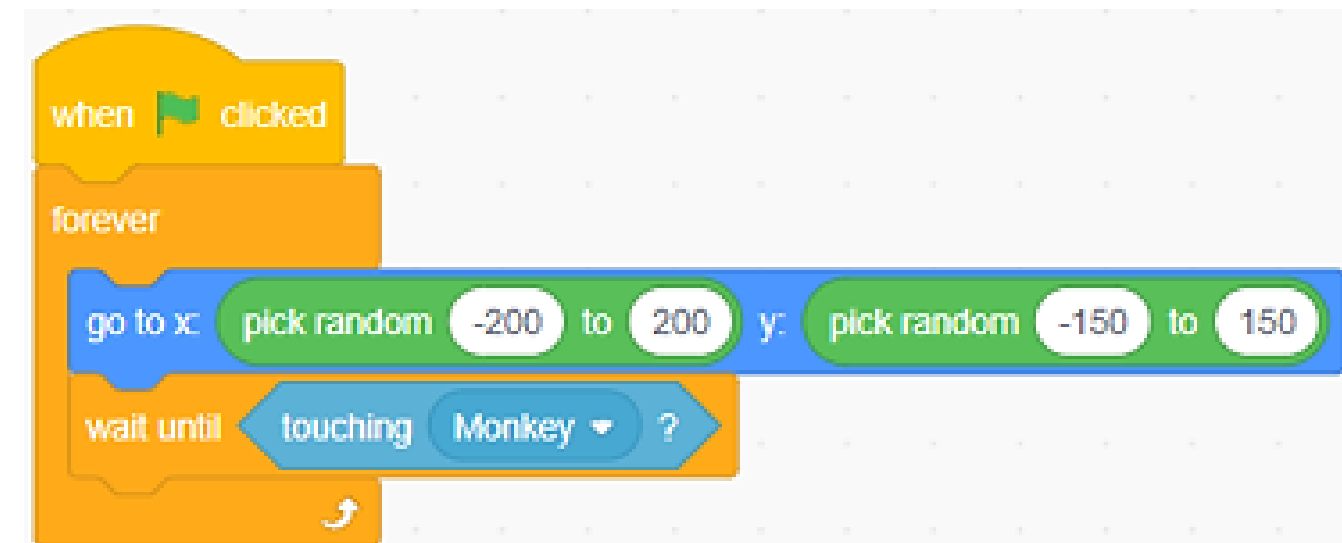 when clicked
forever
go to x: pick random -200 to 200 y: pick random -150 to 150
wait until touching Monkey ?